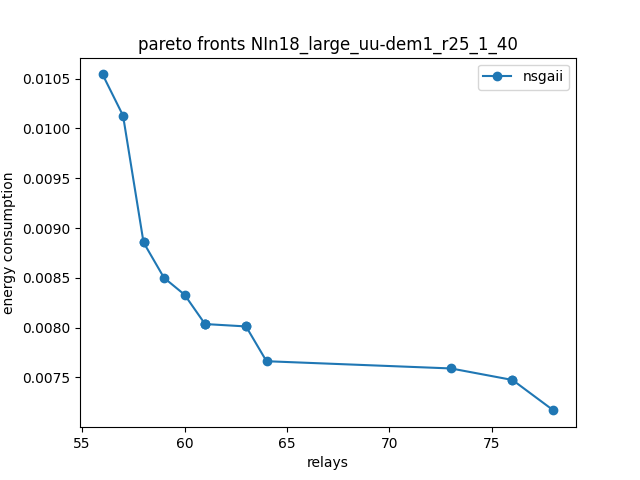 pareto fronts NIn18_large_uu-dem1_r25_1_40
nsgaii
0.0105
0.0100
0.0095
0.0090
0.0085
0.0080
0.0075
energy consumption
55 60 65 70 75
relays